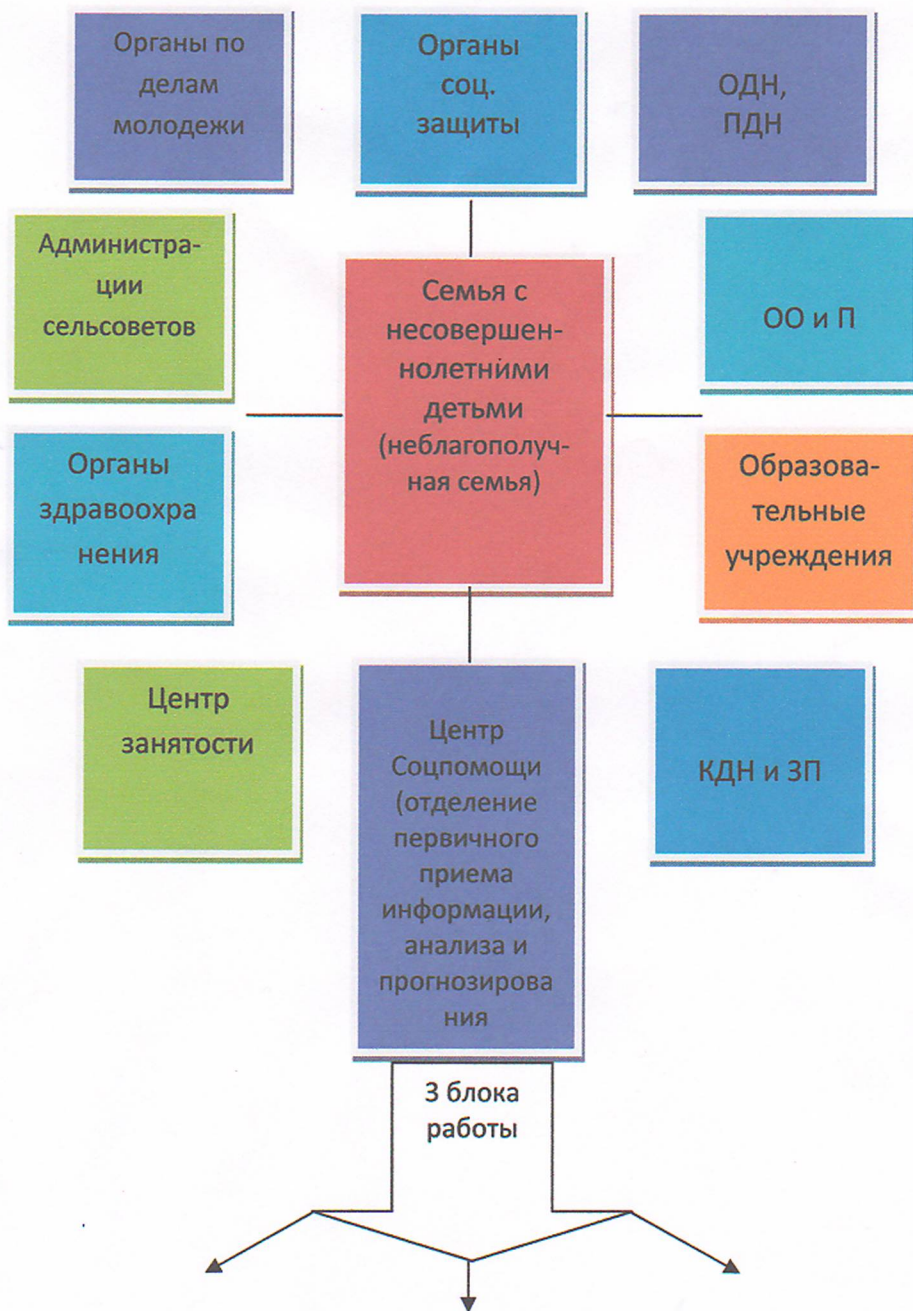 Органы по
делам
молодежи
Органы
соц.
защиты
ОДН,
ПДН
Администра-
ции
сельсоветов
Семья с
несовершен-
нолетними
детьми
(неблагополуч-
ная семья)
ОО и П
Органы
здравоохра
нения
Образова-
тельные
учреждения
Центр
занятости
Центр
Соцпомощи
(отделение
первичного
приема
информации,
анализа и
прогнозирова
ния
КДН и ЗП
3 блока
работы